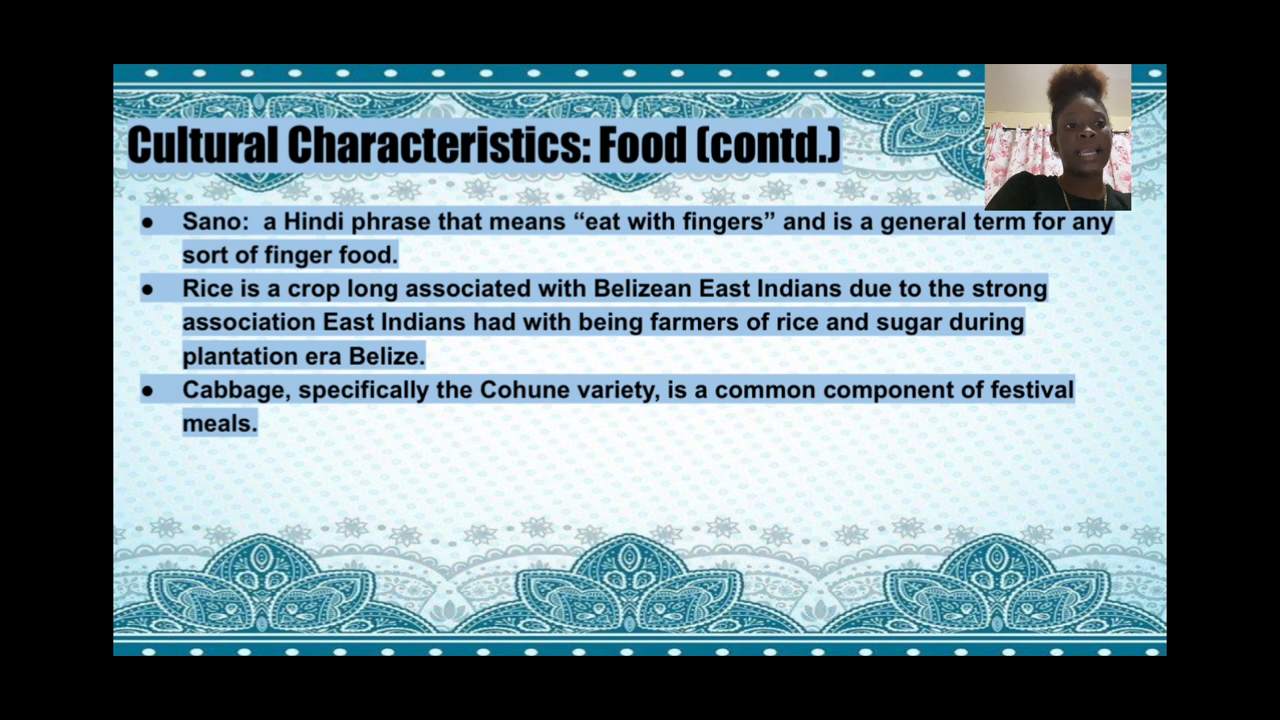 Cultural Characteristics: Food (contd.)
● Sano: a Hindi phrase that means “eat with fingers” and is a general term for any
sort of finger food.
● Rice is a crop long associated with Belizean East Indians due to the strong
association East Indians had with being farmers of rice and sugar during
plantation era Belize.
● Cabbage, specifically the Cohune variety, is a common component of festival
meals.